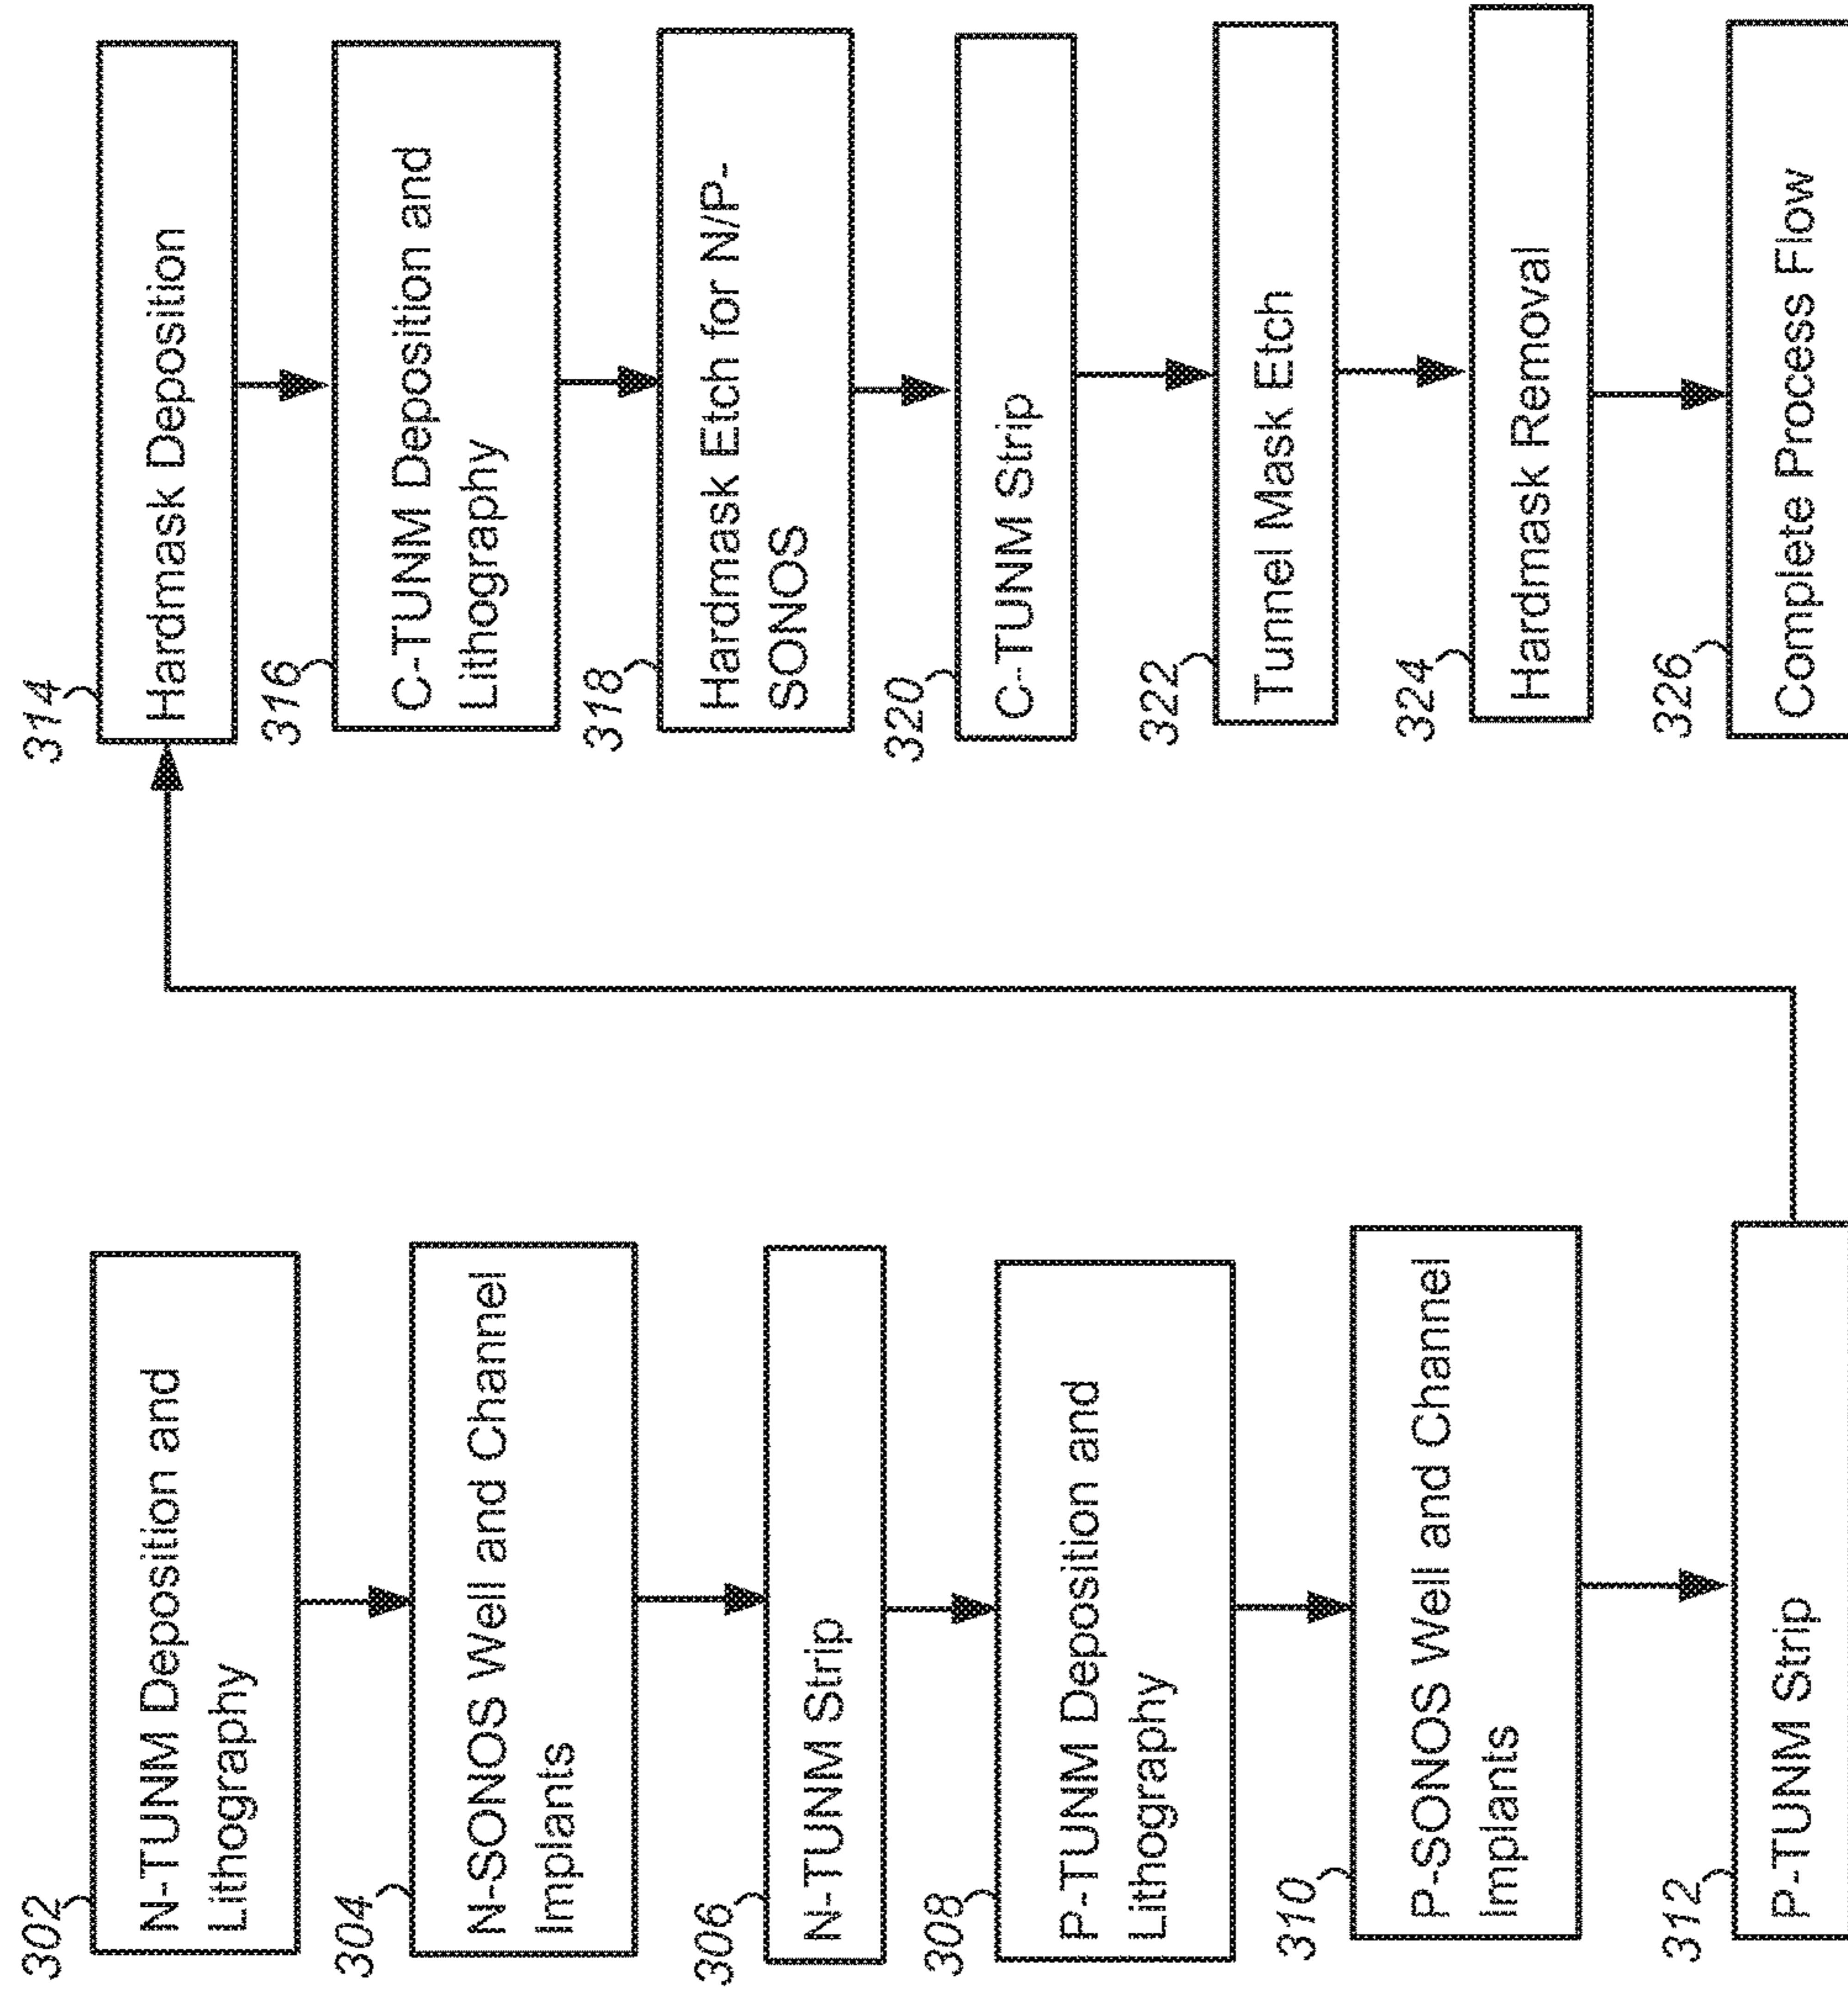 302
N-TUNM Deposition and
Lithography
304
N-SONOS Well and Channel
Implants
306
N-TUNM Strip
308
P-TUNM Deposition and
Lithography
310
P-SONOS Well and Channel
Implants
312
P-TUNM Strip
314
Hardmask Deposition
316
C-TUNM Deposition and
Lithography
318
Hardmask Etch for N/P-
SONOS
320
C-TUNM Strip
322
Tunnel Mask Etch
324
Hardmask Removal
326
Complete Process Flow